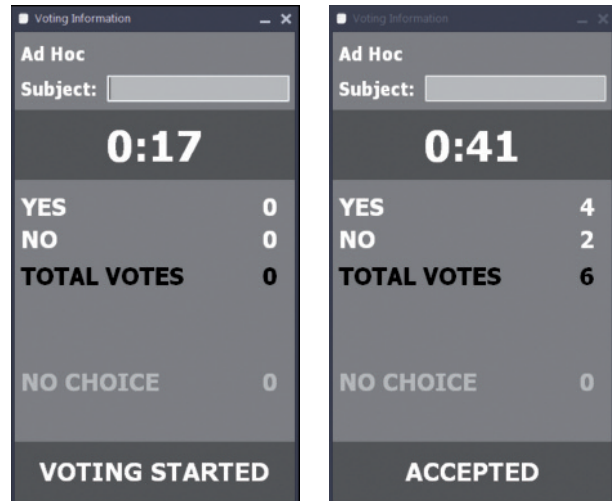 Voting Information
Ad Hoc
Subject:
0:17
YES 0
NO 0
TOTAL VOTES 0
NO CHOICE 0
VOTING STARTED
Voting Information
Ad Hoc
Subject:
0:41
YES 4
NO 2
TOTAL VOTES 6
NO CHOICE 0
ACCEPTED